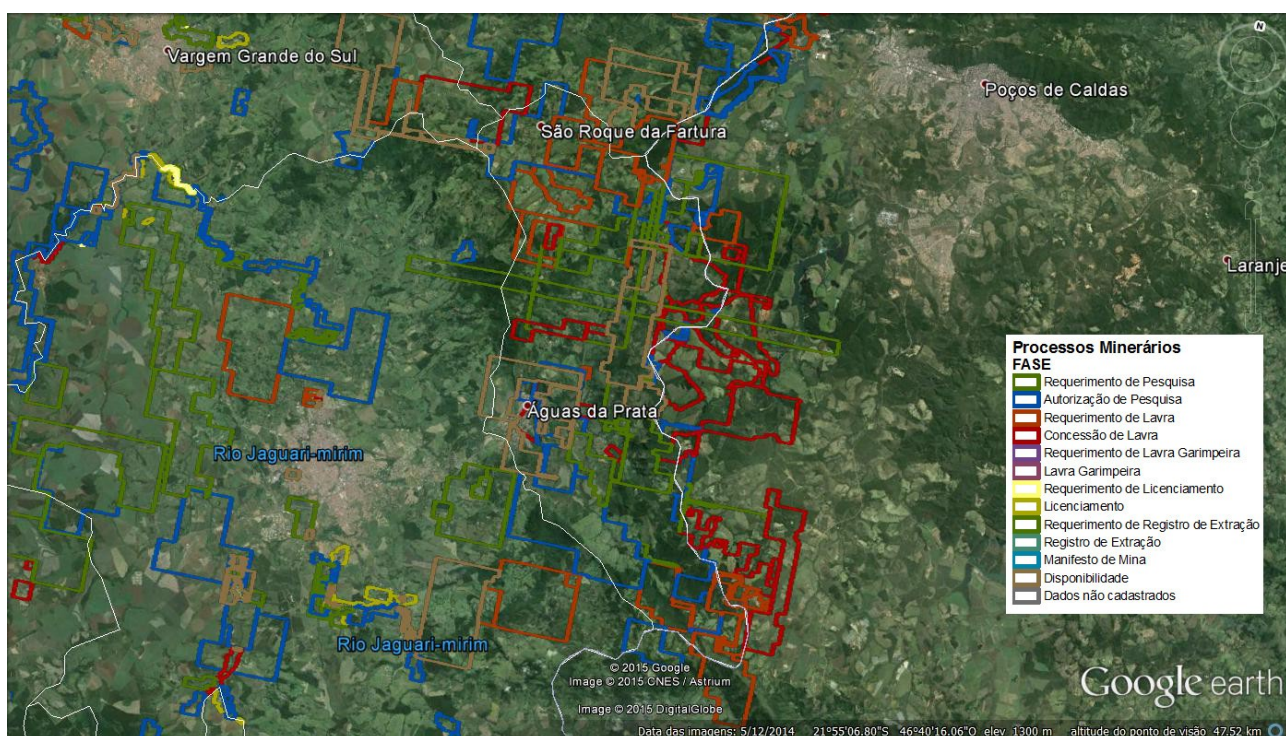 Vargem Grande do Sul
Poços de Caldas
São Roque da Fartura
Laranje
Águas da Prata
Rio Jaguari-mirim
Rio Jaguari-mirim
Processos Minerários
FASE
Requerimento de Pesquisa
Autorização de Pesquisa
Requerimento de Lavra
Concessão de Lavra
Requerimento de Lavra Garimpeira
Lavra Garimpeira
Requerimento de Licenciamento
Licenciamento
Requerimento de Registro de Extração
Registro de Extração
Manifesto de Mina
Disponibilidade
Dados não cadastrados
© 2015 Google
Image © 2015 CNES / Astrium
Image © 2015 DigitalGlobe
Google earth
Data das imagens: 5/12/2014 21°55'06.80"S 46°40'16.06"O elev 1300 m altitude do ponto de visão 47.52 km
N